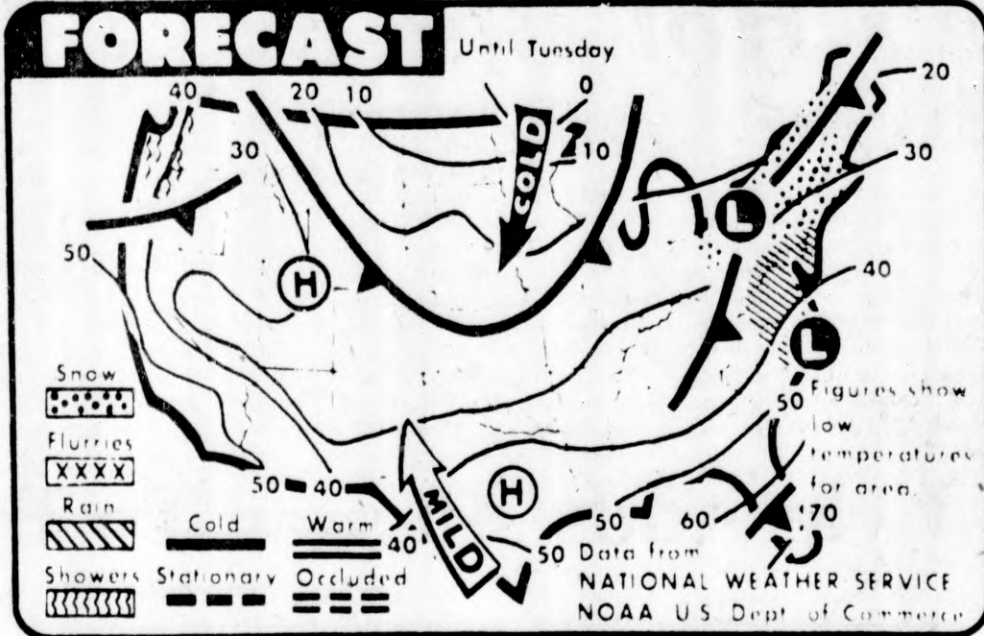 FORECAST
Until Tuesday
40
20
10
0
20
COLD
10
30
30
L
50
H
40
L
Snow
50
Figures show
low
Flurries
temperatures
for area.
Rain
50
40
H
70
Cold
Warm
MILD
50
60
40
50
Data from
Showers
Stationary
Occluded
NATIONAL WEATHER SERVICE
NOAA U.S. Dept of Commerce